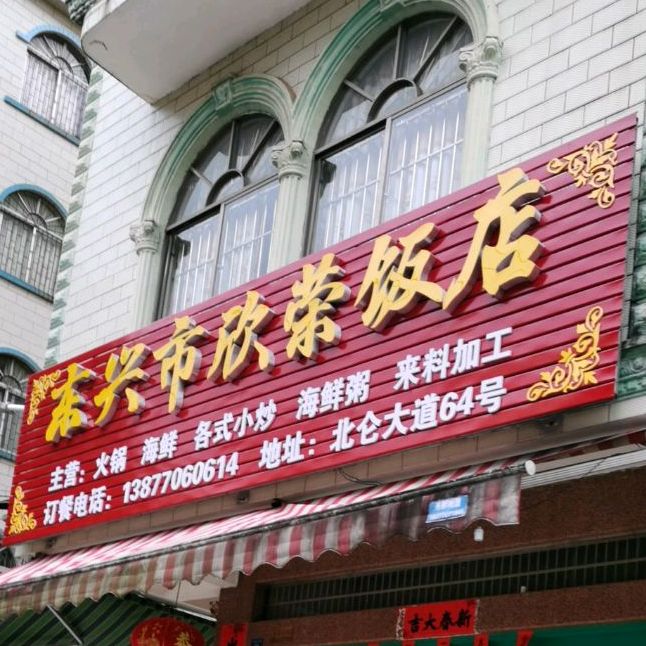 东兴市欣荣饭店
主营：火锅 海鲜 各式小炒 海鲜粥 来料加工
订餐电话：13877060614 地址：北仑大道64号
吉大春新